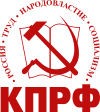 РОССИЯ · ТРУД · НАРОДОВЛАСТИЕ · СОЦИАЛИЗМ
КПРФ